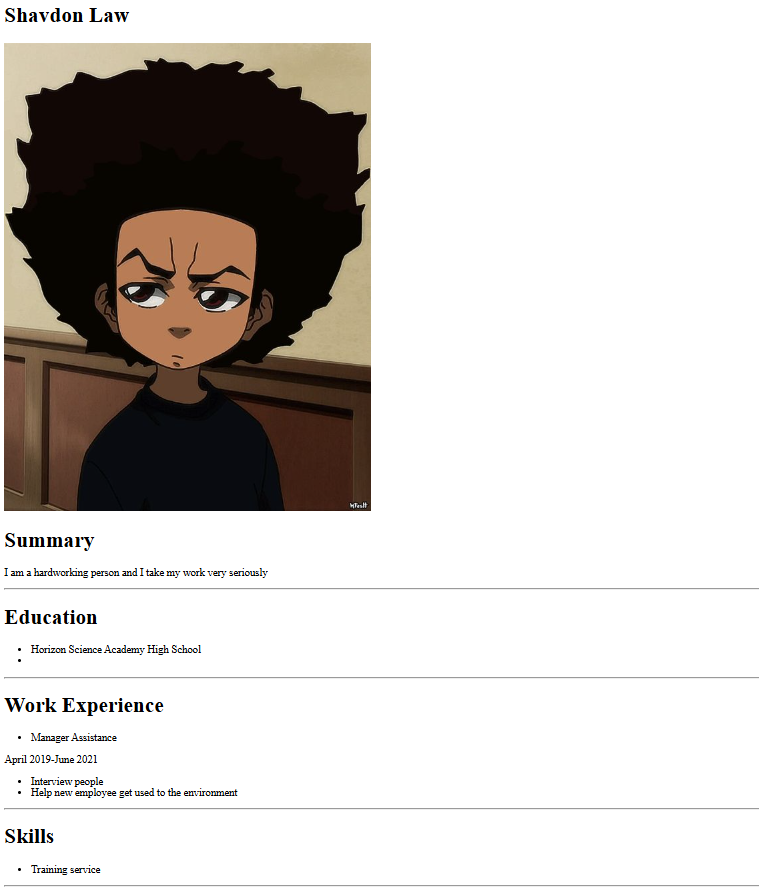 Shavdon Law
Summary
I am a hardworking person and I take my work very seriously
Education
Horizon Science Academy High School
Work Experience
Manager Assistance
April 2019-June 2021
Interview people
Help new employee get used to the environment
Skills
Training service